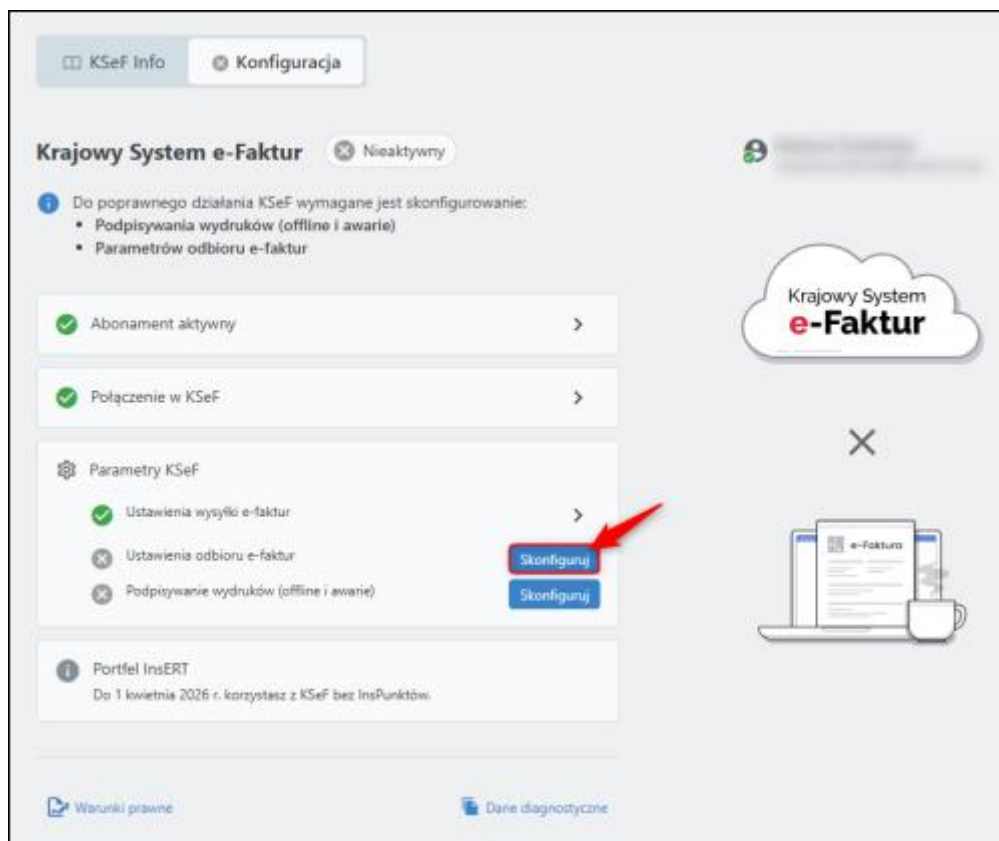 KSeF Info
Konfiguracja
Krajowy System e-Faktur
Nieaktywny
Do poprawnego działania KSeF wymagane jest skonfigurowanie:
• Podpisywania wydruków (offline i awarie)
• Parametrów odbioru e-faktur
Abonament aktywny
Połączenie w KSeF
Parametry KSeF
Ustawienia wysyłki e-faktur
Ustawienia odbioru e-faktur
Skonfiguruj
Podpisywanie wydruków (offline i awarie)
Skonfiguruj
Portfel InsERT
Do 1 kwietnia 2026 r. korzystasz z KSeF bez InsPunktów.
Warunki prawne
Dane diagnostyczne
Krajowy System
e-Faktur
e-Faktura